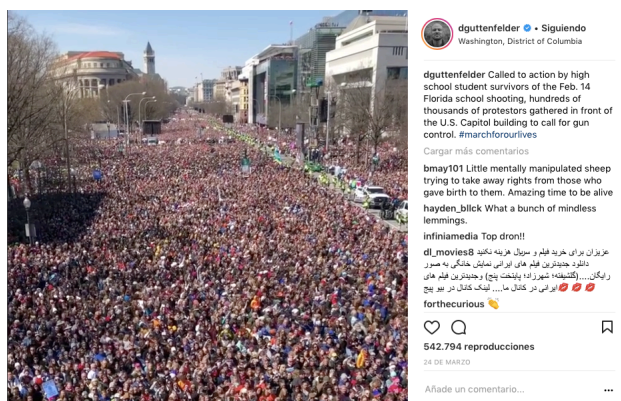 dguttenfelder • Siguiendo
Washington, District of Columbia
dguttenfelder Called to action by high
school student survivors of the Feb. 14
Florida school shooting, hundreds of
thousands of protestors gathered in front of
the U.S. Capitol building to call for gun
control. #marchforourlives
Cargar más comentarios
bmay101 Little mentally manipulated sheep
trying to take away rights from those who
gave birth to them. Amazing time to be alive
hayden_bllck What a bunch of mindless
lemmings.
infiniamedia Top dron!!
dl_movies8 عزیزان برای خرید فیلم و سریال هزینه نکنید
دانلود جدیدترین فیلم های ایرانی نمایش خانگی به صور
رایگان....(گلشیفته؛ شهرزاد؛ پایتخت پنج) وجدیدترین فیلم های
ایرانی در کانال ما.... لینک کانال در بیو پیج💋💋💋
forthecurious 👏
542.794 reproducciones
24 DE MARZO
Añade un comentario...